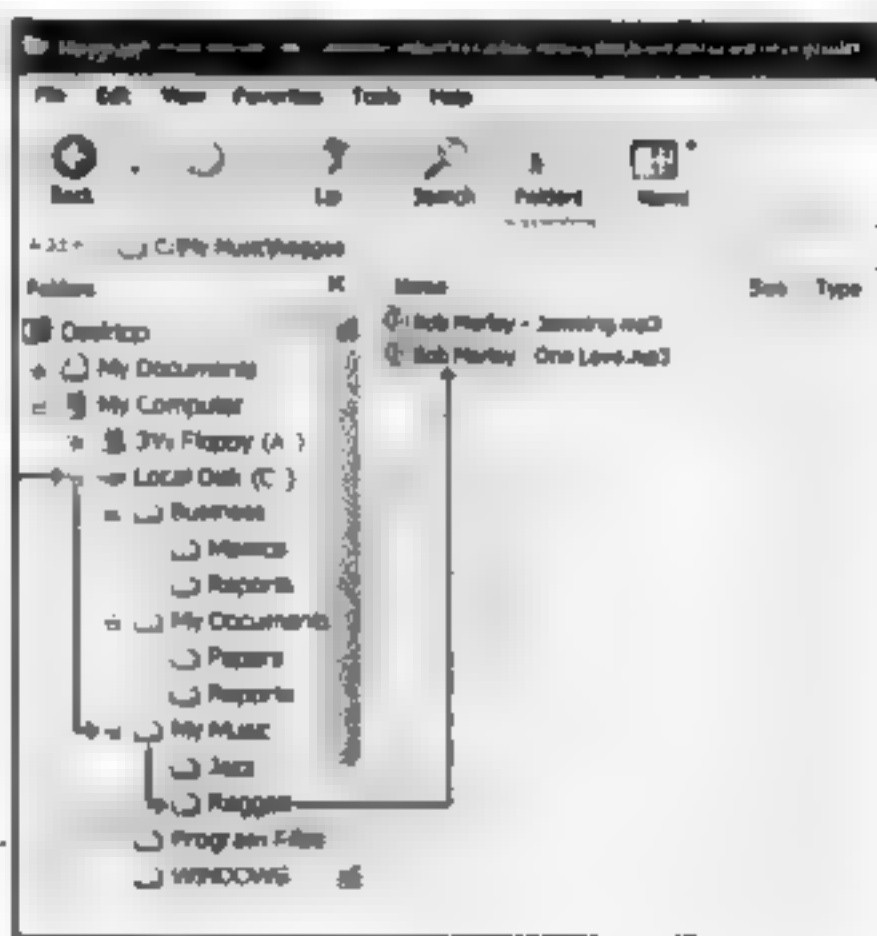 Reggae
File Edit View Favorites Tools Help
Back Up Search Folders Views
C:\My Music\Reggae
Folders Name Size Type
Desktop
My Documents
My Computer
3½ Floppy (A:)
Local Disk (C:)
Business
Memos
Reports
My Documents
Papers
Reports
My Music
Jazz
Reggae
Program Files
WINDOWS
Bob Marley - Jamming.mp3
Bob Marley - One Love.mp3